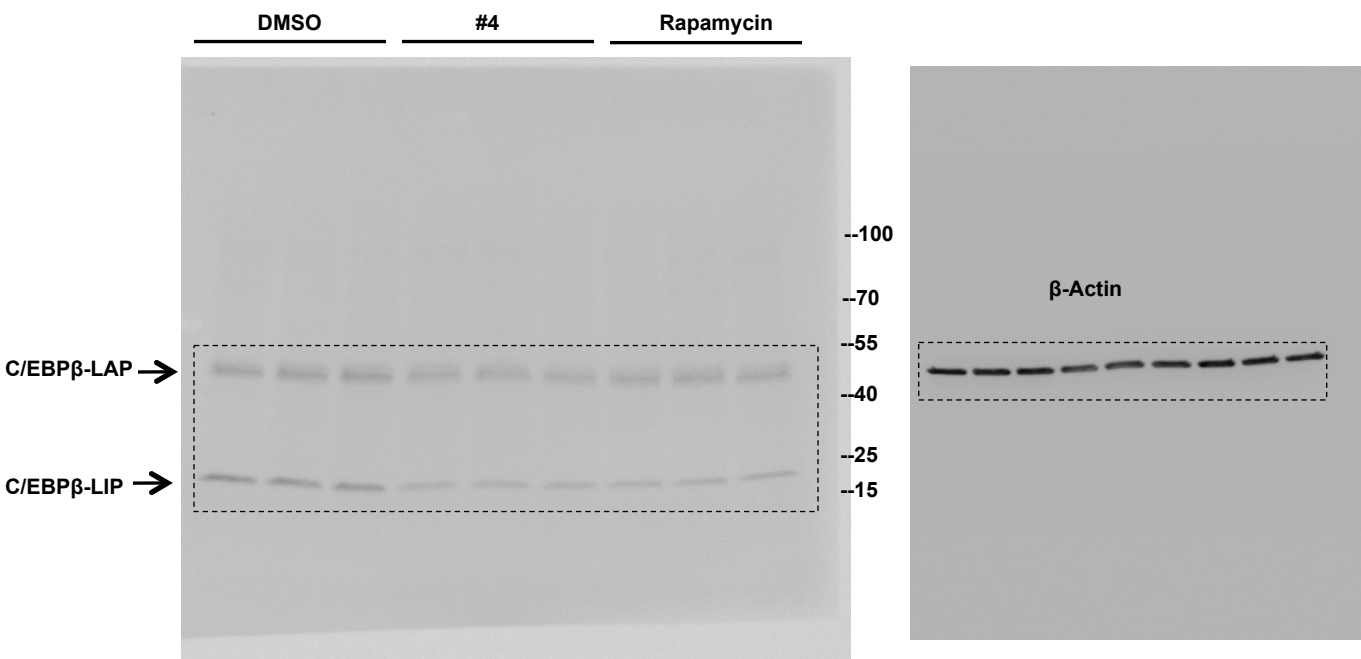 DMSO #4 Rapamycin
--100
--70
β-Actin
--55
C/EBPβ-LAP
--40
--25
C/EBPβ-LIP
--15